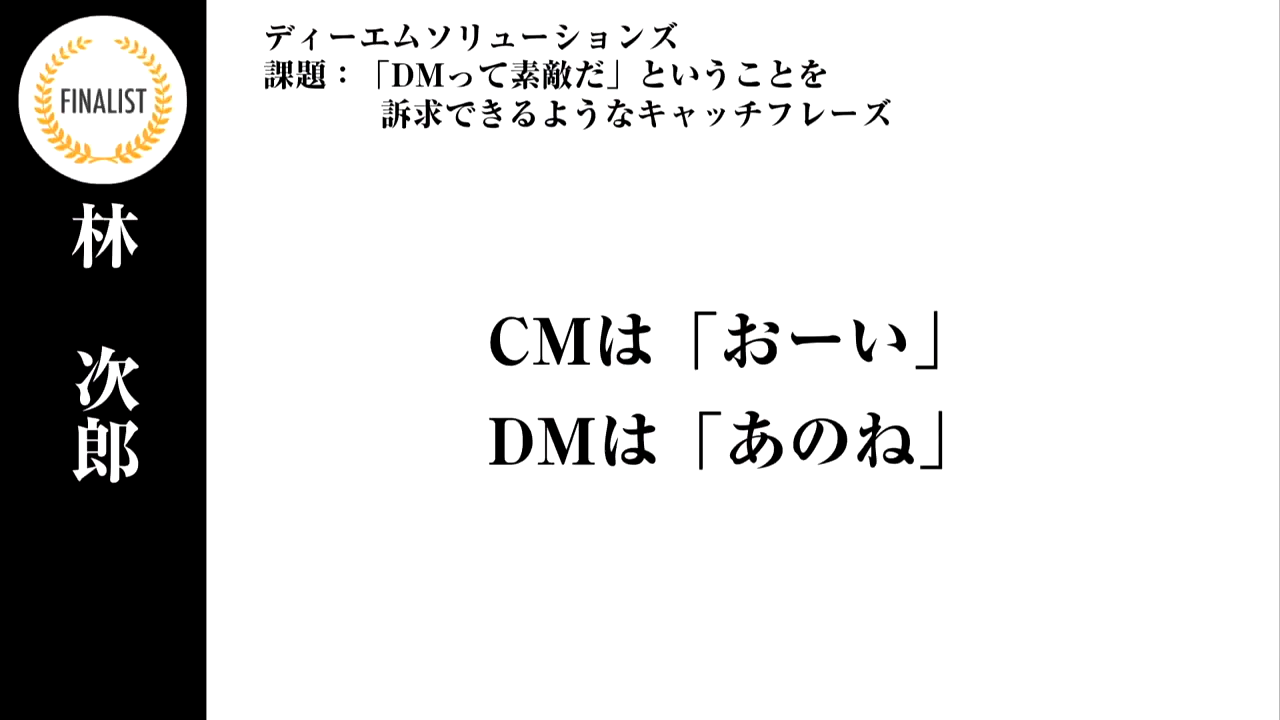 FINALIST
林 次郎
ディーエムソリューションズ
課題：「DMって素敵だ」ということを
訴求できるようなキャッチフレーズ
CMは「おーい」
DMは「あのね」